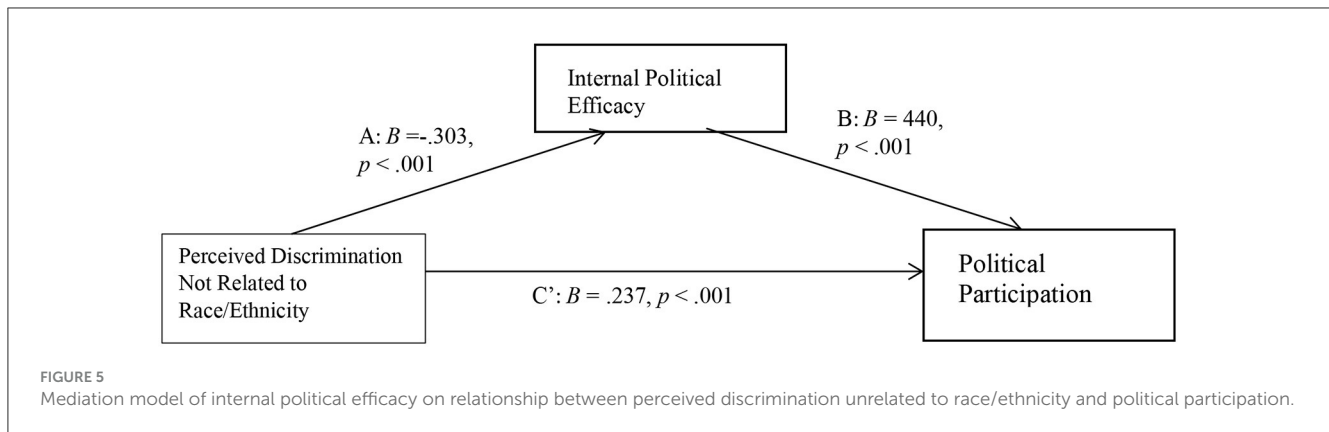 Internal Political
Efficacy
A: B =-.303,
p < .001
B: B = 440,
p < .001
Perceived Discrimination
Not Related to
Race/Ethnicity
C’: B = .237, p < .001
Political
Participation
FIGURE 5
Mediation model of internal political efficacy on relationship between perceived discrimination unrelated to race/ethnicity and political participation.